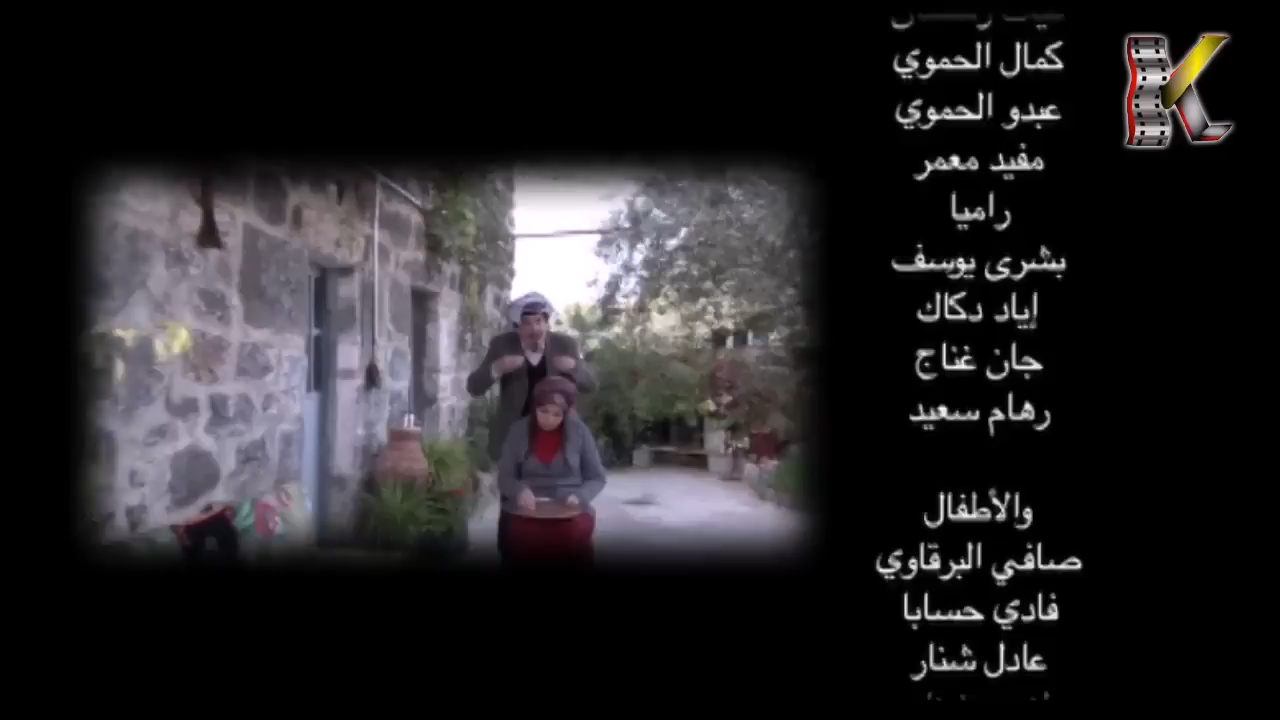 كمال الحموي
عبدو الحموي
مفيد معمر
راميا
بشرى يوسف
إياد دكاك
جان غناج
رهام سعيد
والأطفال
صافي البرقاوي
فادي حسابا
عادل شنار
K